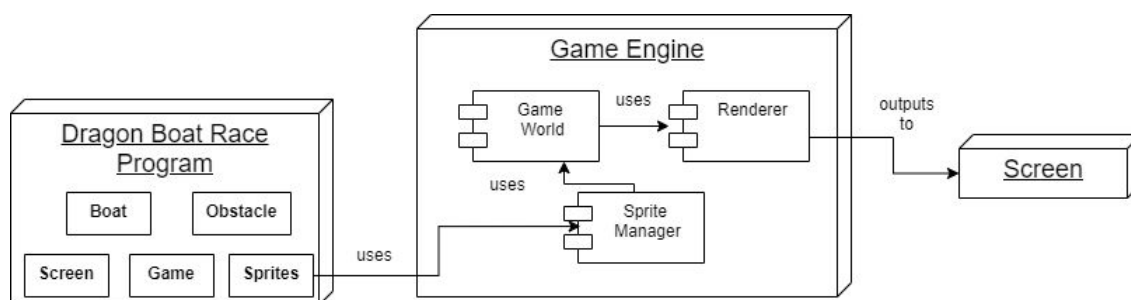 Game Engine
Dragon Boat Race
Program
Boat
Obstacle
Screen
Game
Sprites
uses
Game
World
uses
Renderer
uses
Sprite
Manager
outputs
to
Screen